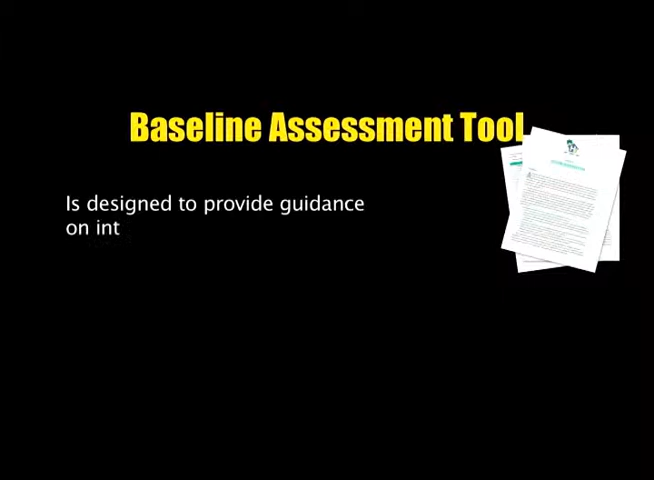 Baseline Assessment Tool
Is designed to provide guidance
on int